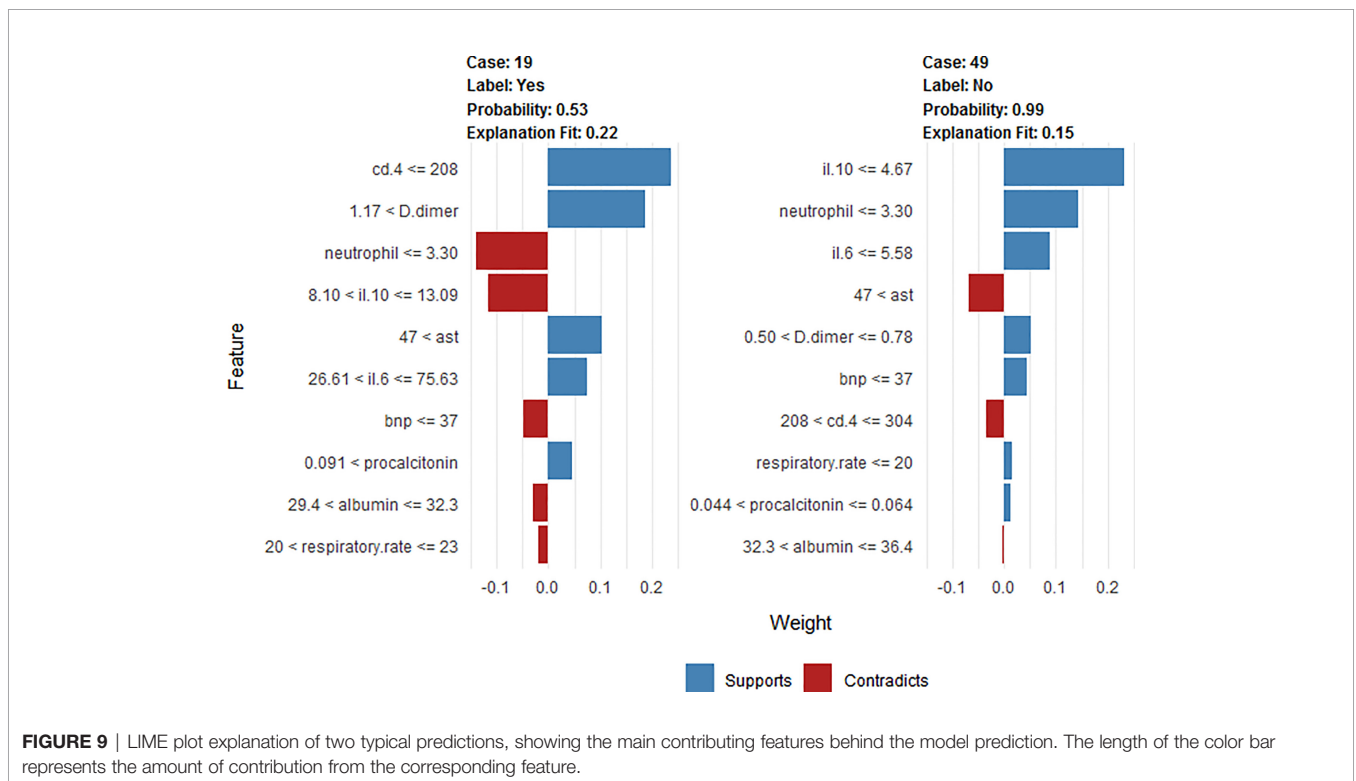 Case: 19
Label: Yes
Probability: 0.53
Explanation Fit: 0.22
cd.4 <= 208
1.17 < D.dimer
neutrophil <= 3.30
8.10 < il.10 <= 13.09
47 < ast
26.61 < il.6 <= 75.63
bnp <= 37
0.091 < procalcitonin
29.4 < albumin <= 32.3
20 < respiratory.rate <= 23
-0.1 0.0 0.1 0.2
Case: 49
Label: No
Probability: 0.99
Explanation Fit: 0.15
il.10 <= 4.67
neutrophil <= 3.30
il.6 <= 5.58
47 < ast
0.50 < D.dimer <= 0.78
bnp <= 37
208 < cd.4 <= 304
respiratory.rate <= 20
0.044 < procalcitonin <= 0.064
32.3 < albumin <= 36.4
-0.1 0.0 0.1 0.2
Feature
Weight
Supports Contradicts
FIGURE 9 | LIME plot explanation of two typical predictions, showing the main contributing features behind the model prediction. The length of the color bar
represents the amount of contribution from the corresponding feature.